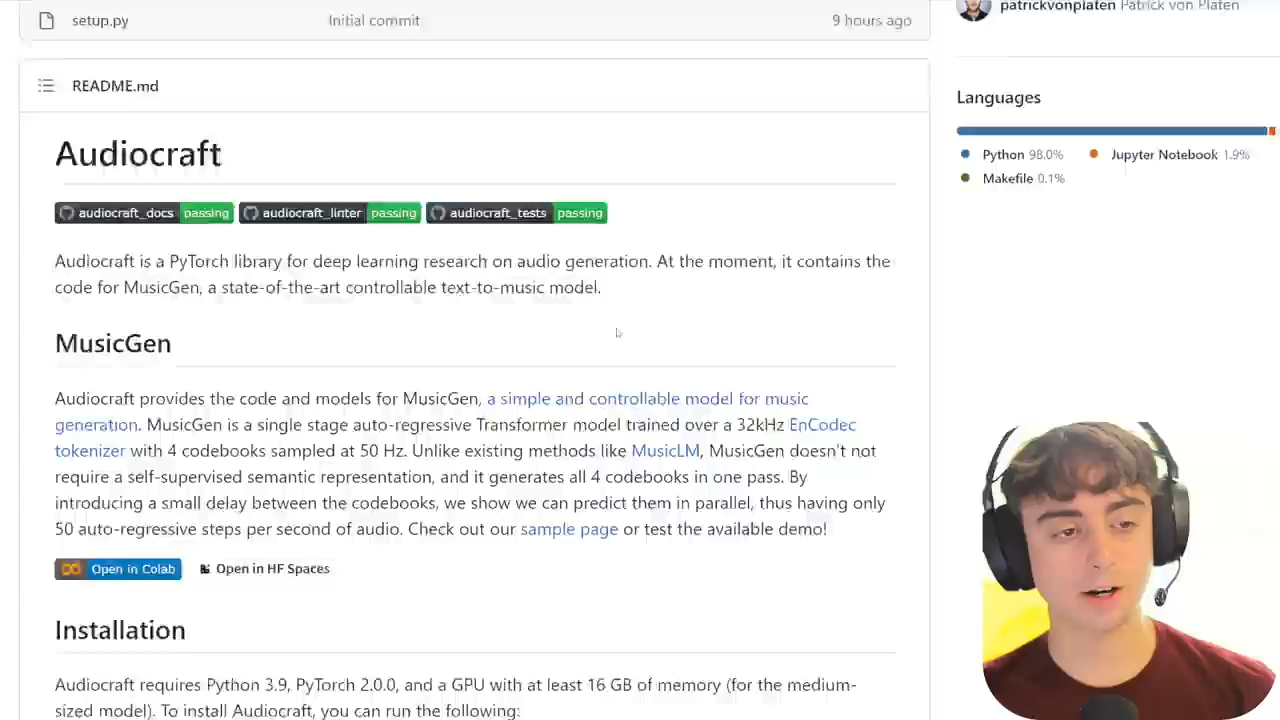 setup.py Initial commit 9 hours ago
patrickvonplaten Patrick von Platen
README.md
Languages
Python 98.0% Jupyter Notebook 1.9%
Makefile 0.1%
Audiocraft
audiocraft_docs passing audiocraft_linter passing audiocraft_tests passing
Audiocraft is a PyTorch library for deep learning research on audio generation. At the moment, it contains the
code for MusicGen, a state-of-the-art controllable text-to-music model.
MusicGen
Audiocraft provides the code and models for MusicGen, a simple and controllable model for music
generation. MusicGen is a single stage auto-regressive Transformer model trained over a 32kHz EnCodec
tokenizer with 4 codebooks sampled at 50 Hz. Unlike existing methods like MusicLM, MusicGen doesn't not
require a self-supervised semantic representation, and it generates all 4 codebooks in one pass. By
introducing a small delay between the codebooks, we show we can predict them in parallel, thus having only
50 auto-regressive steps per second of audio. Check out our sample page or test the available demo!
Open in Colab Open in HF Spaces
Installation
Audiocraft requires Python 3.9, PyTorch 2.0.0, and a GPU with at least 16 GB of memory (for the medium-
sized model). To install Audiocraft, you can run the following: